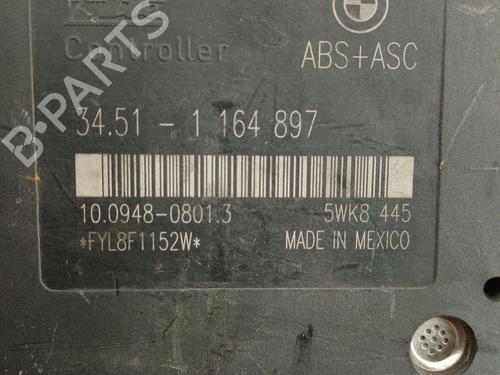 Controller
ABS+ASC
34.51 - 1 164 897
10.0948-0801.3
5WK8 445
*FYL8F1152W*
MADE IN MEXICO
B-PARTS